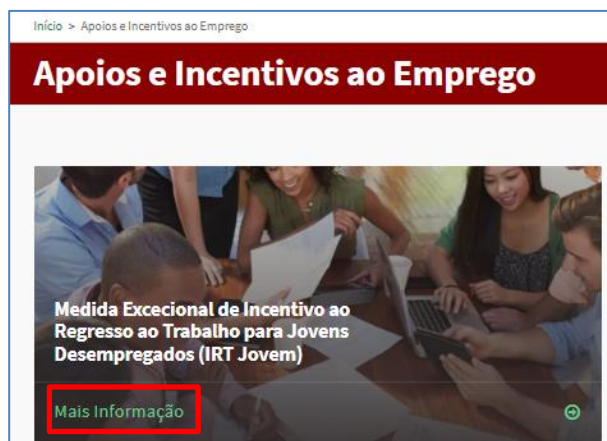 Início > Apoios e Incentivos ao Emprego
Apoios e Incentivos ao Emprego
Medida Excecional de Incentivo ao
Regresso ao Trabalho para Jovens
Desempregados (IRT Jovem)
Mais Informação